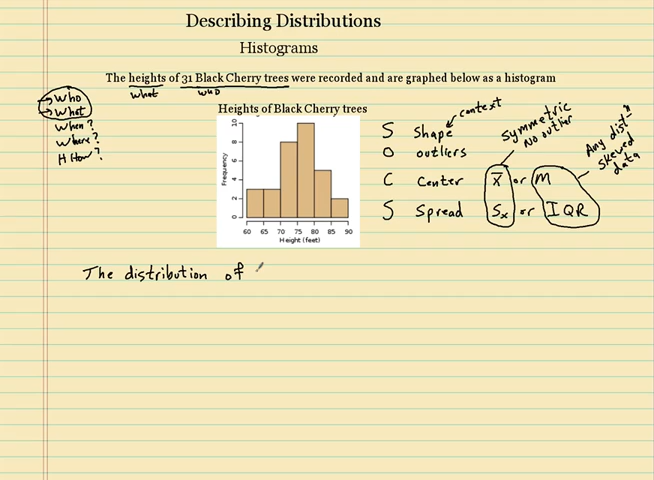 Describing Distributions
Histograms
The heights of 31 Black Cherry trees were recorded and are graphed below as a histogram
what who
Who
What
When?
Where?
How?
Heights of Black Cherry trees
Frequency
0 2 4 6 8 10
60 65 70 75 80 85 90
Height (feet)
context
S Shape
O outliers
C Center x̄ or M
S Spread Sx or IQR
Symmetric
No outlier
Any dist-n
skewed
data
The distribution of